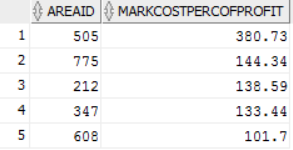 AREAID MARKCOSTPERCOFPROFIT
1 505 380.73
2 775 144.34
3 212 138.59
4 347 133.44
5 608 101.7